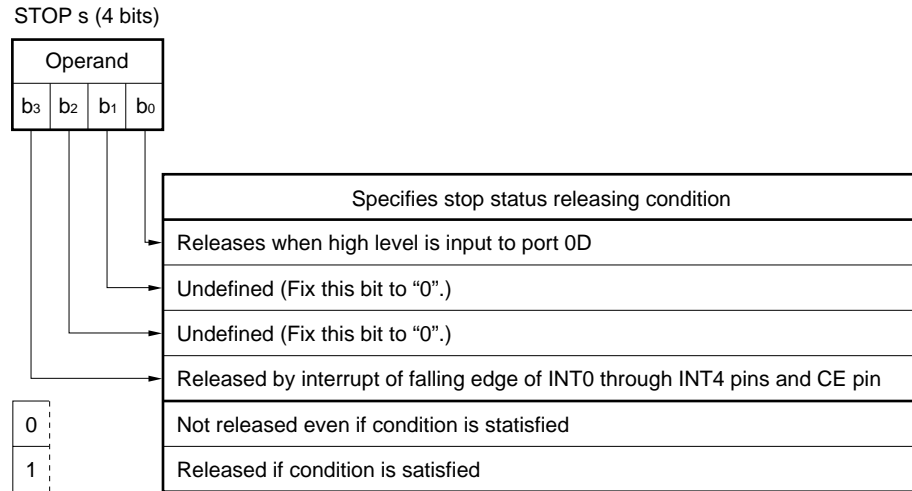 STOP s (4 bits)
Operand
b3 b2 b1 b0
Specifies stop status releasing condition
Releases when high level is input to port 0D
Undefined (Fix this bit to “0”.)
Undefined (Fix this bit to “0”.)
Released by interrupt of falling edge of INT0 through INT4 pins and CE pin
0 Not released even if condition is statisfied
1 Released if condition is satisfied